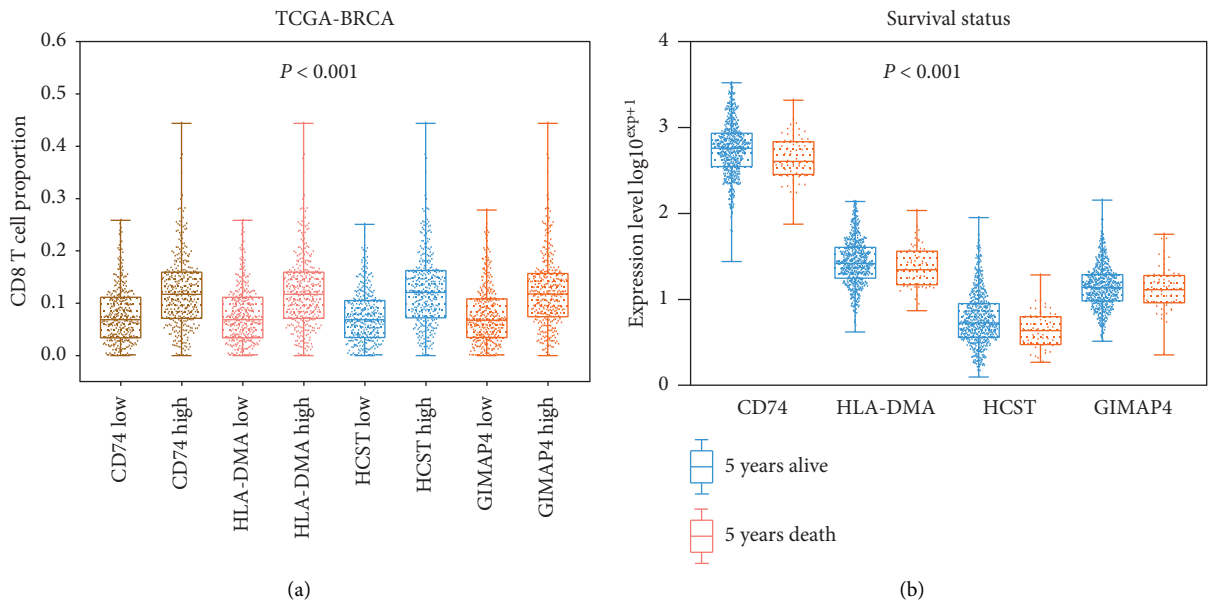 TCGA-BRCA
CD8 T cell proportion
0.6
0.5
0.4
0.3
0.2
0.1
0.0
P < 0.001
CD74 low
CD74 high
HLA-DMA low
HLA-DMA high
HCST low
HCST high
GIMAP4 low
GIMAP4 high
(a)
Survival status
Expression level log10^exp+1
4
3
2
1
0
P < 0.001
CD74 HLA-DMA HCST GIMAP4
5 years alive
5 years death
(b)